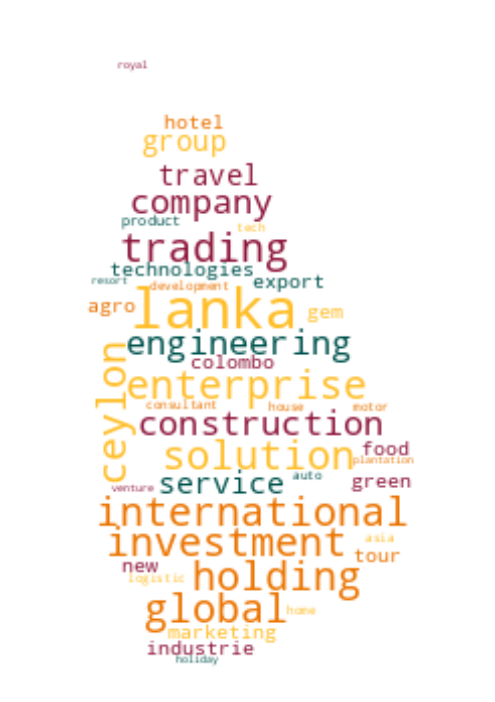 royal
hotel
group
travel
company
product
tech
trading
technologies
resort
development
export
agro
lanka
gem
engineering
colombo
ceylon
enterprise
consultant
house
motor
construction
food
solution
plantation
auto
service
green
venture
international
investment
asia
tour
new
logistic
holding
global
home
marketing
industrie
holiday